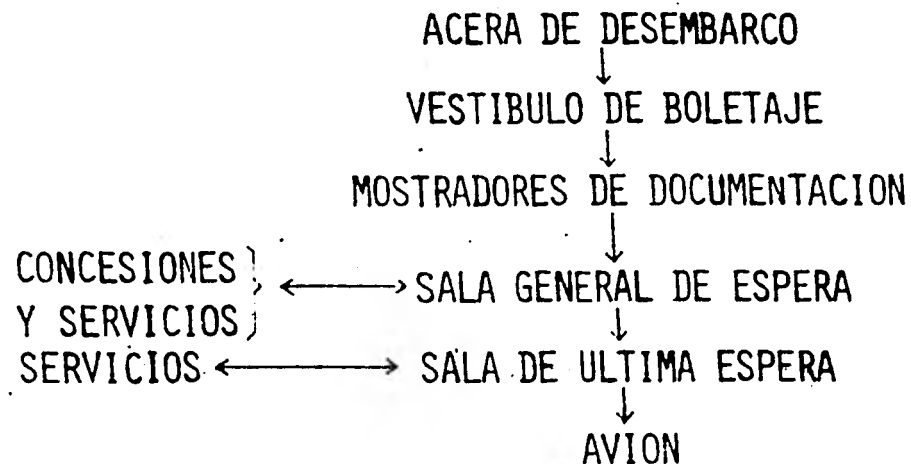 ACERA DE DESEMBARCO
VESTIBULO DE BOLETAJE
MOSTRADORES DE DOCUMENTACION
CONCESIONES
Y SERVICIOS
SALA GENERAL DE ESPERA
SERVICIOS
SALA DE ULTIMA ESPERA
AVION